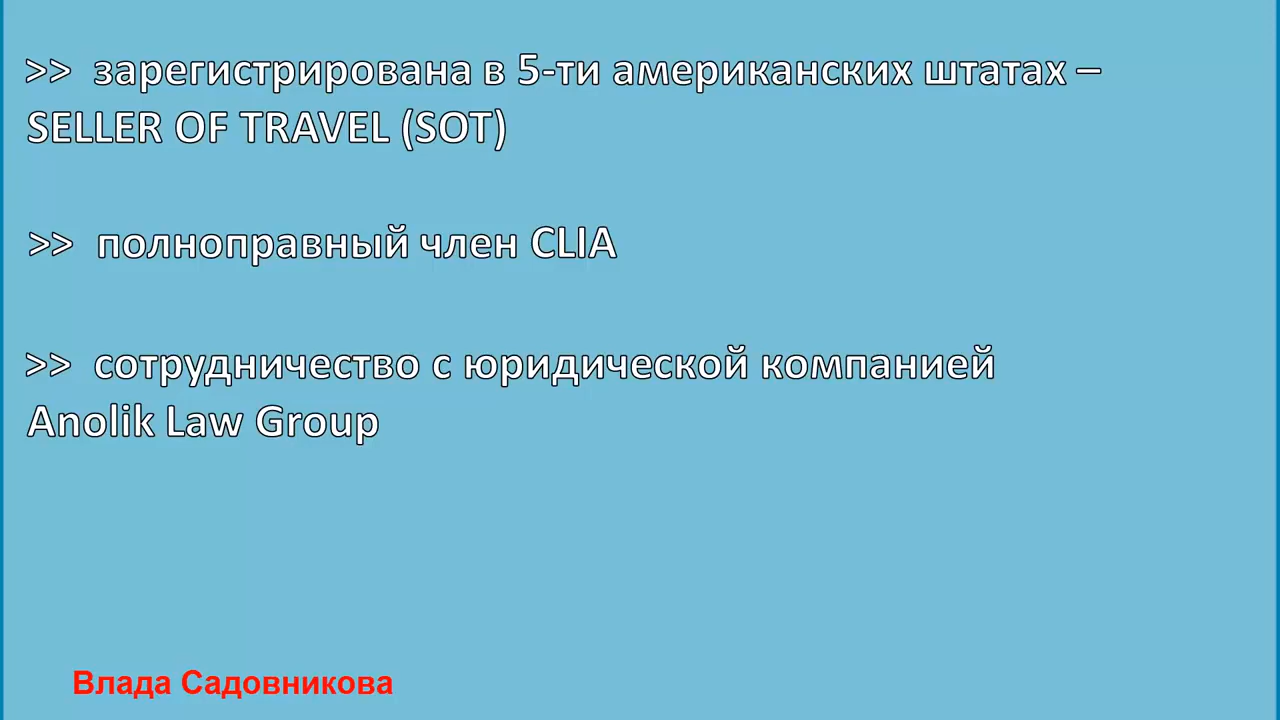 >> зарегистрирована в 5-ти американских штатах –
SELLER OF TRAVEL (SOT)
>> полноправный член CLIA
>> сотрудничество с юридической компанией
Anolik Law Group
Влада Садовникова